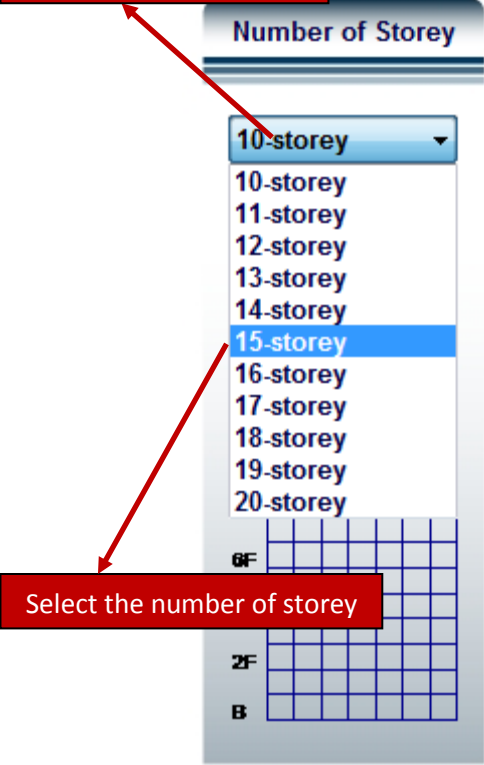 Number of Storey
10-storey
10-storey
11-storey
12-storey
13-storey
14-storey
15-storey
16-storey
17-storey
18-storey
19-storey
20-storey
6F
Select the number of storey
2F
B